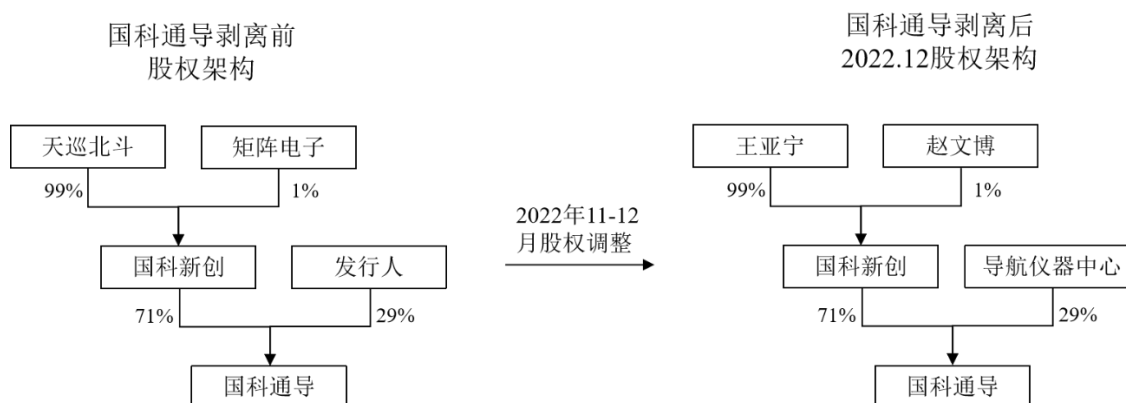 国科通导剥离前
股权架构
天巡北斗
矩阵电子
99%
1%
国科新创
发行人
71%
29%
国科通导
2022年11-12
月股权调整
国科通导剥离后
2022.12股权架构
王亚宁
赵文博
99%
1%
国科新创
导航仪器中心
71%
29%
国科通导